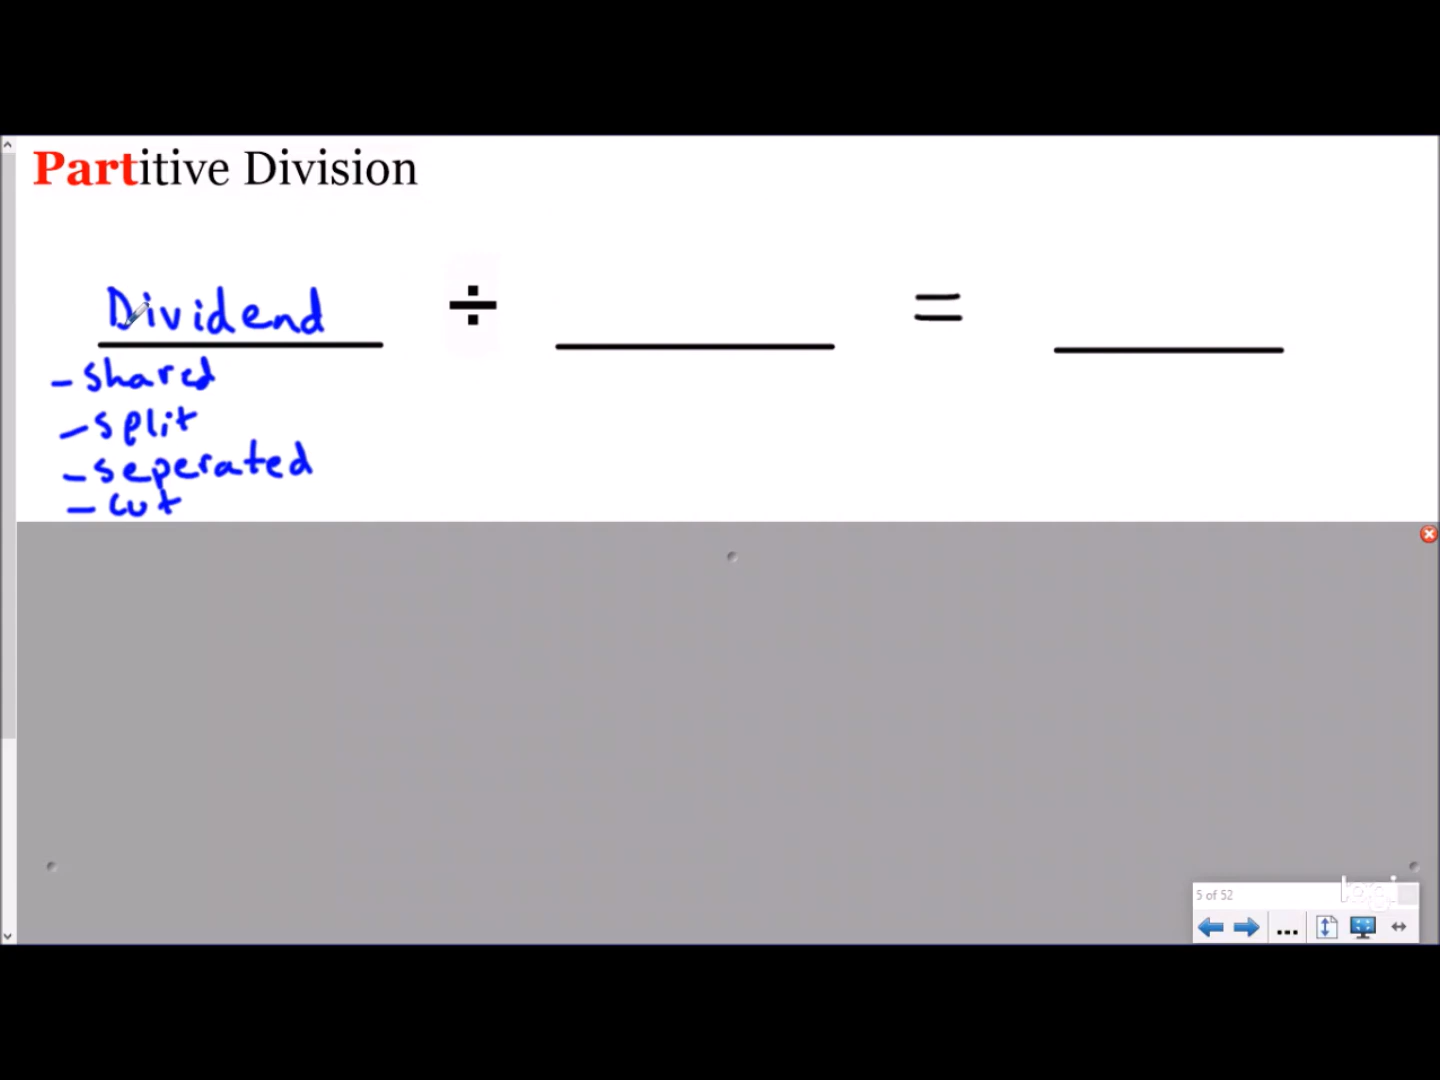 Partitive Division
Dividend ÷ =
- shared
- split
- seperated
- cut
5 of 52
...